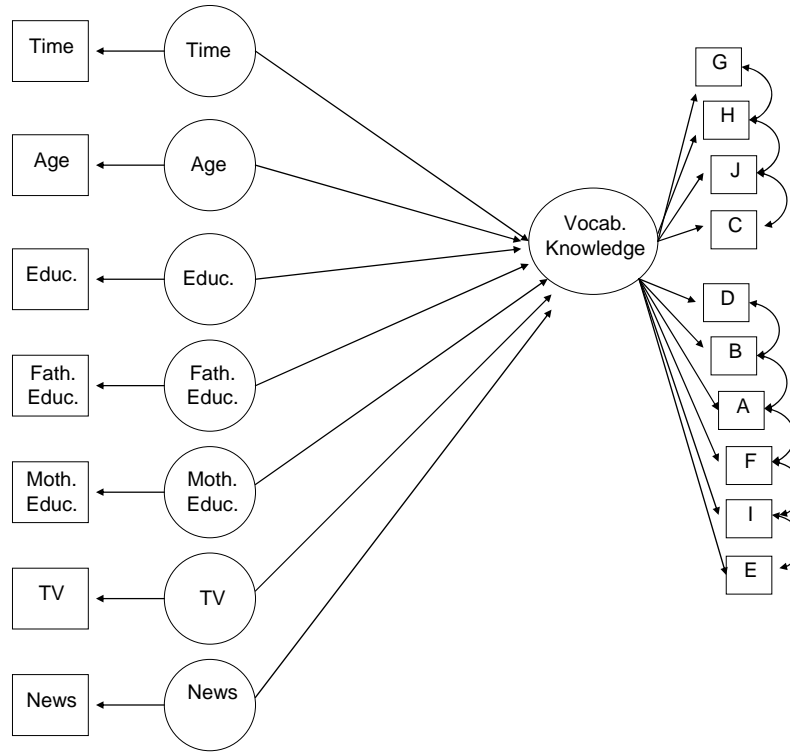 Time
Time
Age
Age
Educ.
Educ.
Fath.
Educ.
Fath.
Educ.
Moth.
Educ.
Moth.
Educ.
TV
TV
News
News
Vocab.
Knowledge
G
H
J
C
D
B
A
F
I
E